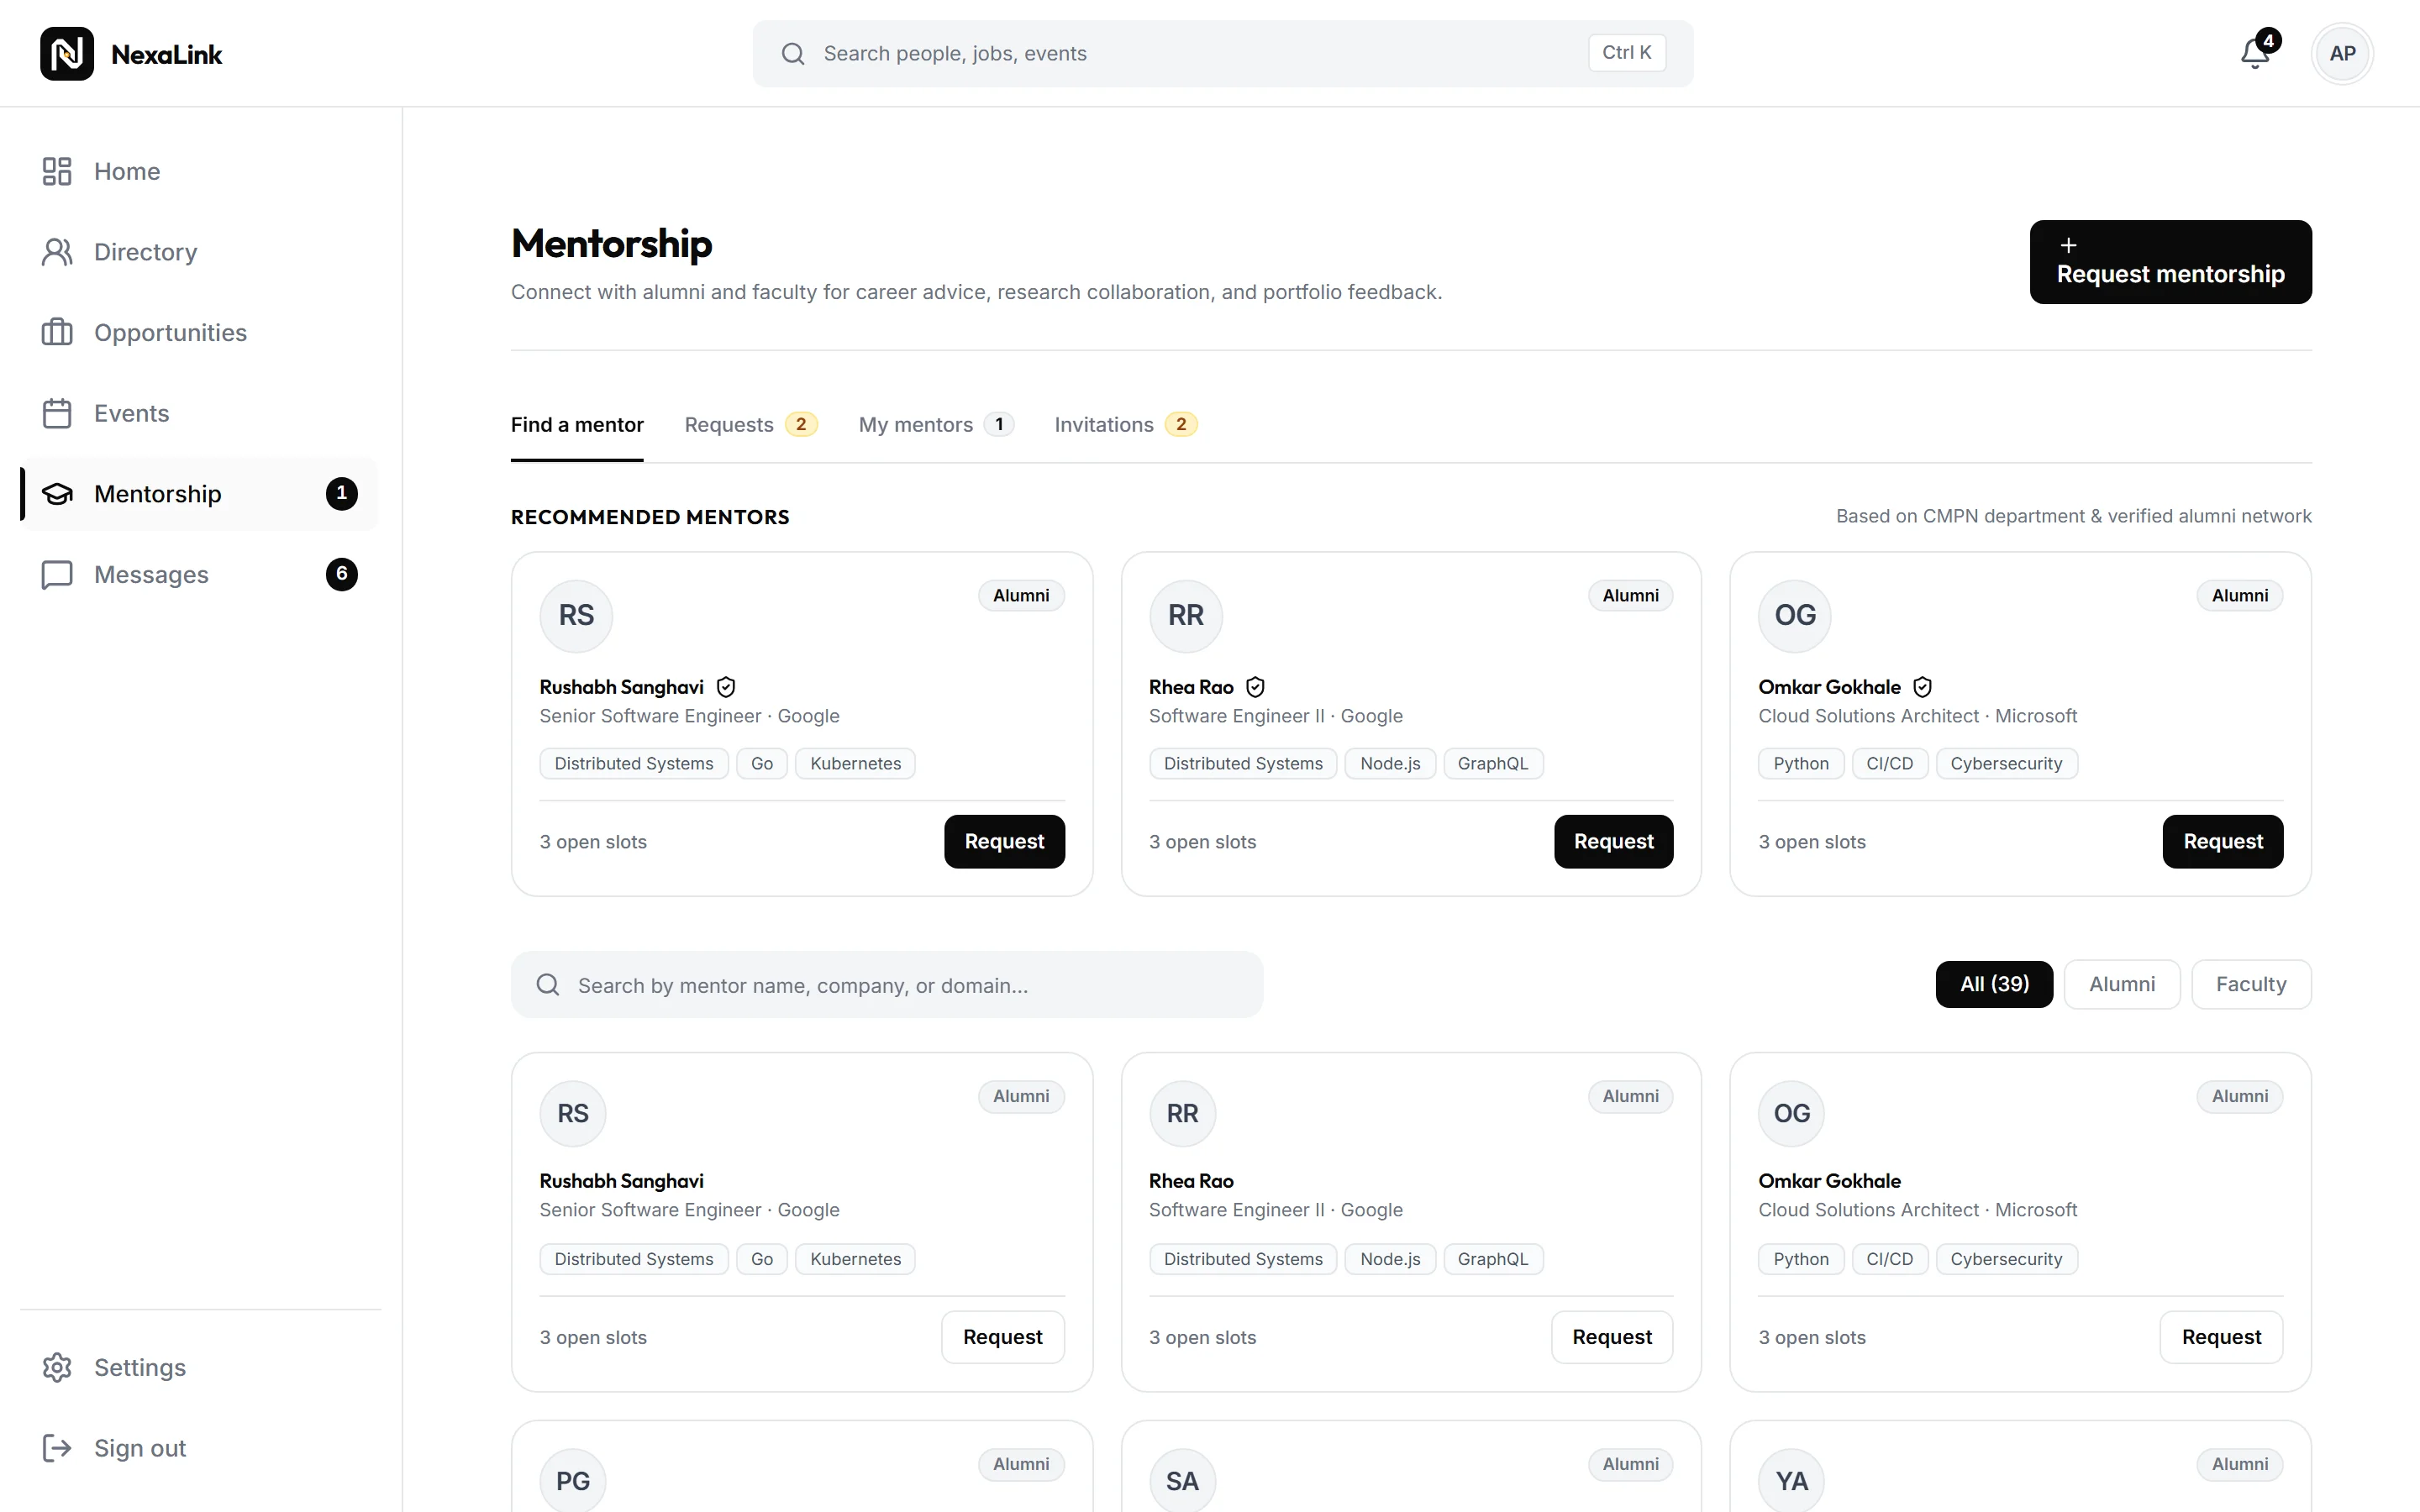 NexaLink
Search people, jobs, events
Ctrl K
4
AP
Home
Directory
Opportunities
Events
Mentorship 1
Messages 6
Settings
Sign out
Mentorship
Connect with alumni and faculty for career advice, research collaboration, and portfolio feedback.
+
Request mentorship
Find a mentor Requests 2 My mentors 1 Invitations 2
RECOMMENDED MENTORS
Based on CMPN department & verified alumni network
RS
Alumni
Rushabh Sanghavi
Senior Software Engineer · Google
Distributed Systems Go Kubernetes
3 open slots
Request
RR
Alumni
Rhea Rao
Software Engineer II · Google
Distributed Systems Node.js GraphQL
3 open slots
Request
OG
Alumni
Omkar Gokhale
Cloud Solutions Architect · Microsoft
Python CI/CD Cybersecurity
3 open slots
Request
Search by mentor name, company, or domain...
All (39) Alumni Faculty
RS
Alumni
Rushabh Sanghavi
Senior Software Engineer · Google
Distributed Systems Go Kubernetes
3 open slots
Request
RR
Alumni
Rhea Rao
Software Engineer II · Google
Distributed Systems Node.js GraphQL
3 open slots
Request
OG
Alumni
Omkar Gokhale
Cloud Solutions Architect · Microsoft
Python CI/CD Cybersecurity
3 open slots
Request
PG
Alumni
SA
Alumni
YA
Alumni